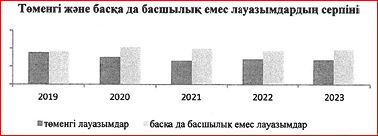 Төменгі және басқа да басшылық емес лауазымдардың серпіні
2019 2020 2021 2022 2023
төменгі лауазымдар басқа да басшылық емес лауазымдар